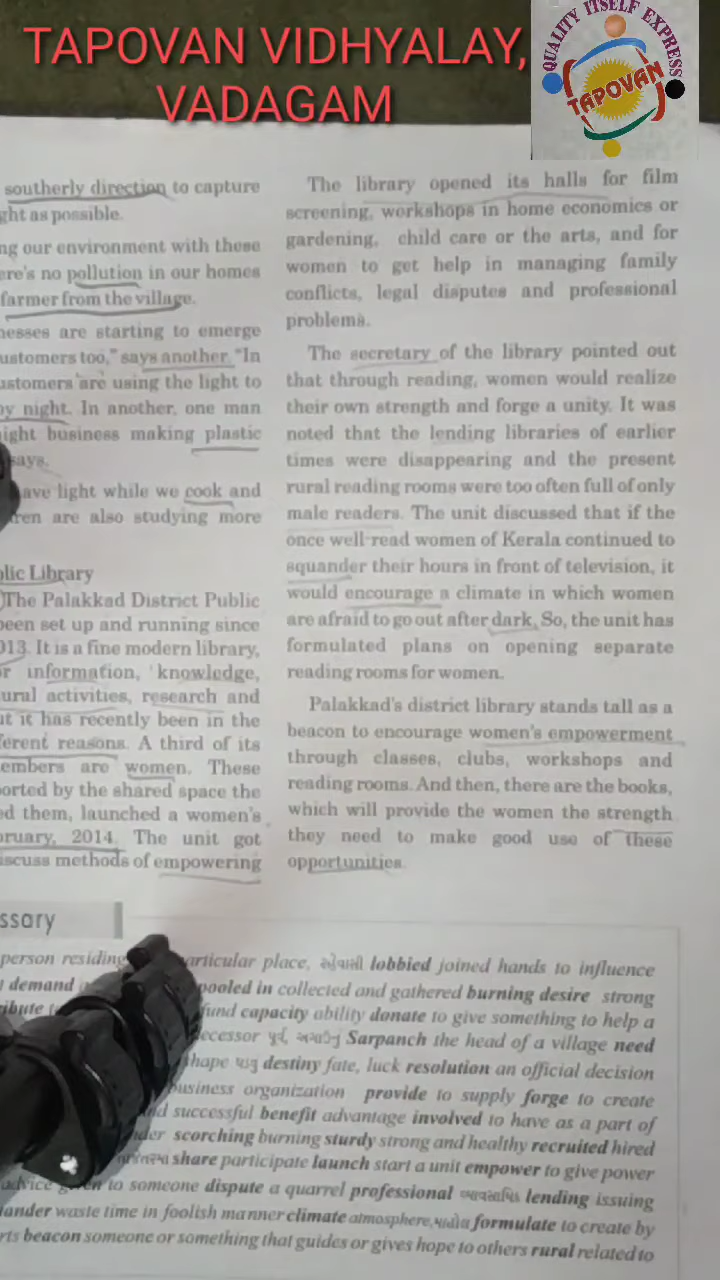 TAPOVAN VIDHYALAY,
VADAGAM
QUALITY ITSELF EXPRESS
TAPOVAN
southerly direction to capture
ght as possible.
ng our environment with these
ere's no pollution in our homes
farmer from the village.
nesses are starting to emerge
ustomers too," says another. "In
ustomers are using the light to
by night. In another, one man
ight business making plastic
says.
ave light while we cook and
ren are also studying more
lic Library
The Palakkad District Public
been set up and running since
013. It is a fine modern library,
or information, knowledge,
ural activities, research and
ut it has recently been in the
ferent reasons. A third of its
embers are women. These
orted by the shared space the
ed them, launched a women's
bruary, 2014. The unit got
iscuss methods of empowering
The library opened its halls for film
screening, workshops in home economics or
gardening, child care or the arts, and for
women to get help in managing family
conflicts, legal disputes and professional
problems.
The secretary of the library pointed out
that through reading, women would realize
their own strength and forge a unity. It was
noted that the lending libraries of earlier
times were disappearing and the present
rural reading rooms were too often full of only
male readers. The unit discussed that if the
once well-read women of Kerala continued to
squander their hours in front of television, it
would encourage a climate in which women
are afraid to go out after dark. So, the unit has
formulated plans on opening separate
reading rooms for women.
Palakkad's district library stands tall as a
beacon to encourage women's empowerment
through classes, clubs, workshops and
reading rooms. And then, there are the books,
which will provide the women the strength
they need to make good use of these
opportunities.
ssary
person residing articular place, lobbied joined hands to influence
demand pooled in collected and gathered burning desire strong
ribute fund capacity ability donate to give something to help a
ecessor Sarpanch the head of a village need
hape destiny fate, luck resolution an official decision
business organization provide to supply forge to create
nd successful benefit advantage involved to have as a part of
der scorching burning sturdy strong and healthy recruited hired
share participate launch start a unit empower to give power
advice given to someone dispute a quarrel professional lending issuing
ander waste time in foolish manner climate atmosphere, formulate to create by
rts beacon someone or something that guides or gives hope to others rural related to